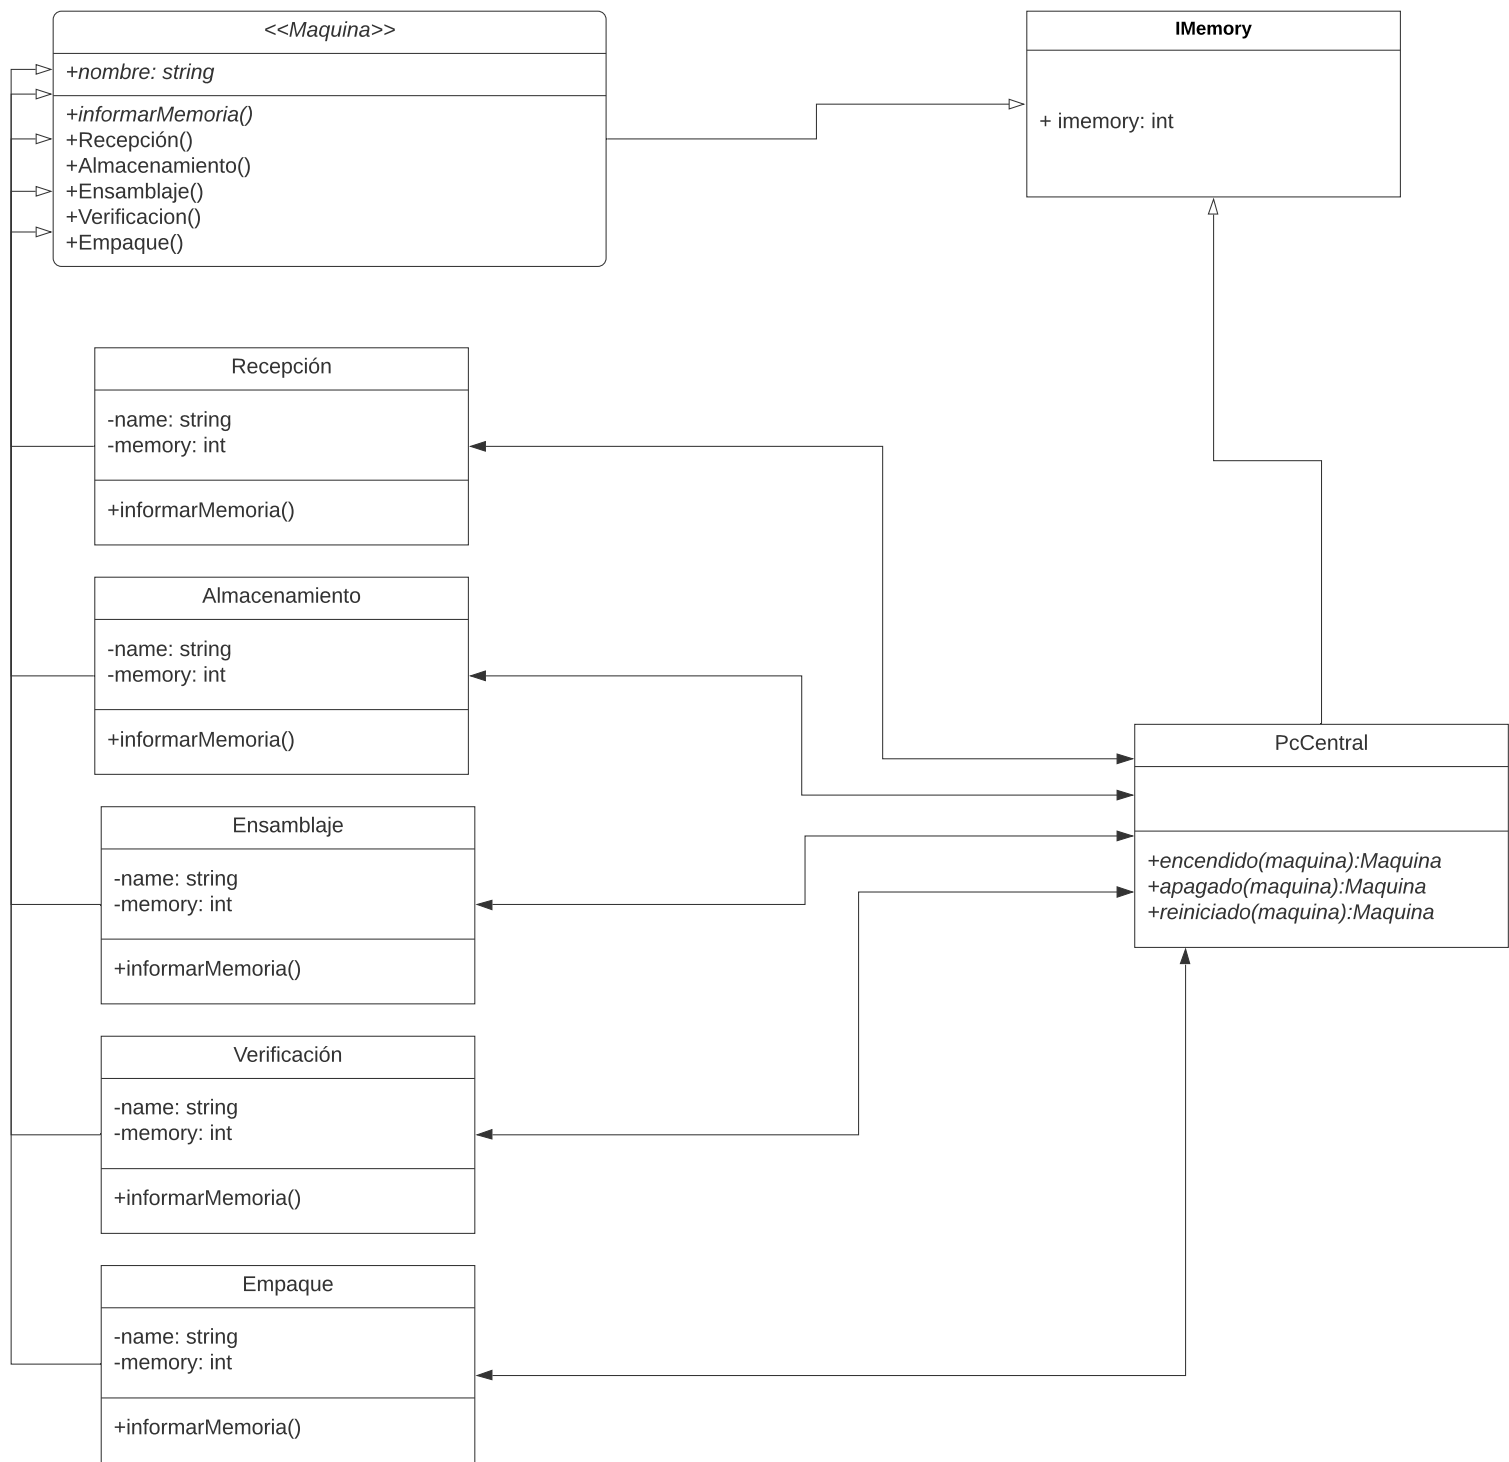 <<Maquina>>
+nombre: string
+informarMemoria()
+Recepción()
+Almacenamiento()
+Ensamblaje()
+Verificacion()
+Empaque()
IMemory
+ imemory: int
Recepción
-name: string
-memory: int
+informarMemoria()
Almacenamiento
-name: string
-memory: int
+informarMemoria()
Ensamblaje
-name: string
-memory: int
+informarMemoria()
Verificación
-name: string
-memory: int
+informarMemoria()
Empaque
-name: string
-memory: int
+informarMemoria()
PcCentral
+encendido(maquina):Maquina
+apagado(maquina):Maquina
+reiniciado(maquina):Maquina